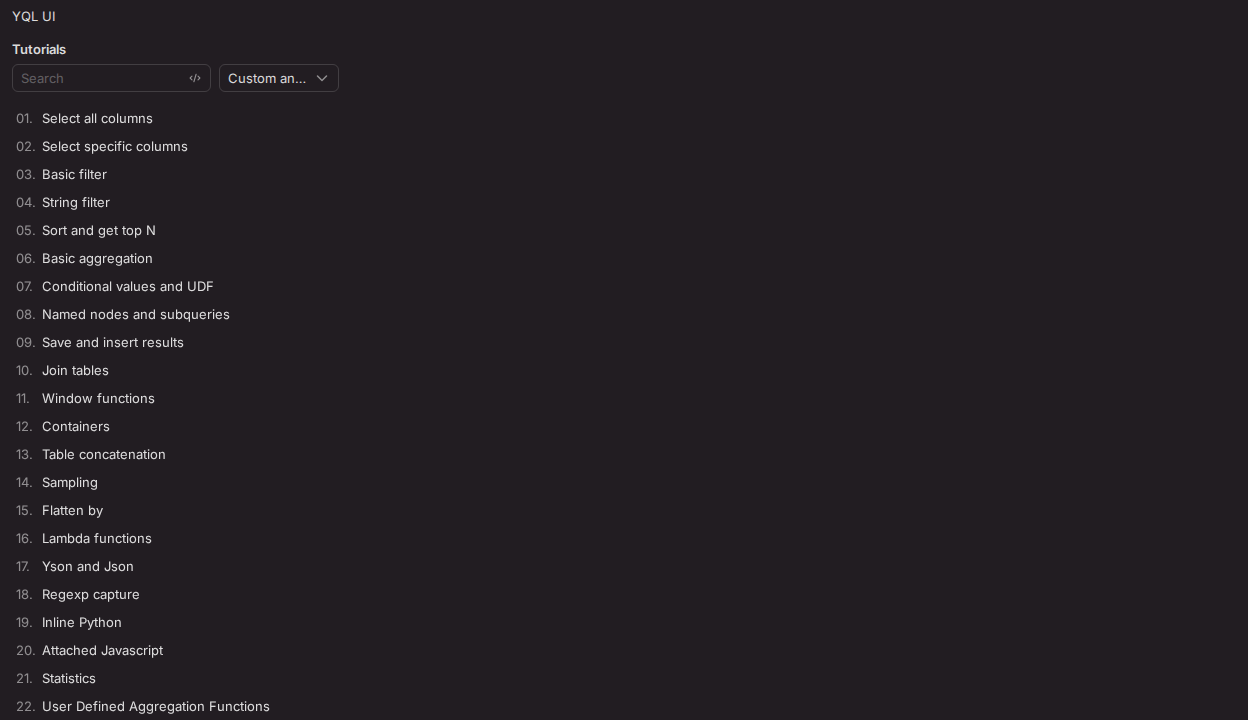 YQL UI
Tutorials
Search
Custom an...
01. Select all columns
02. Select specific columns
03. Basic filter
04. String filter
05. Sort and get top N
06. Basic aggregation
07. Conditional values and UDF
08. Named nodes and subqueries
09. Save and insert results
10. Join tables
11. Window functions
12. Containers
13. Table concatenation
14. Sampling
15. Flatten by
16. Lambda functions
17. Yson and Json
18. Regexp capture
19. Inline Python
20. Attached Javascript
21. Statistics
22. User Defined Aggregation Functions